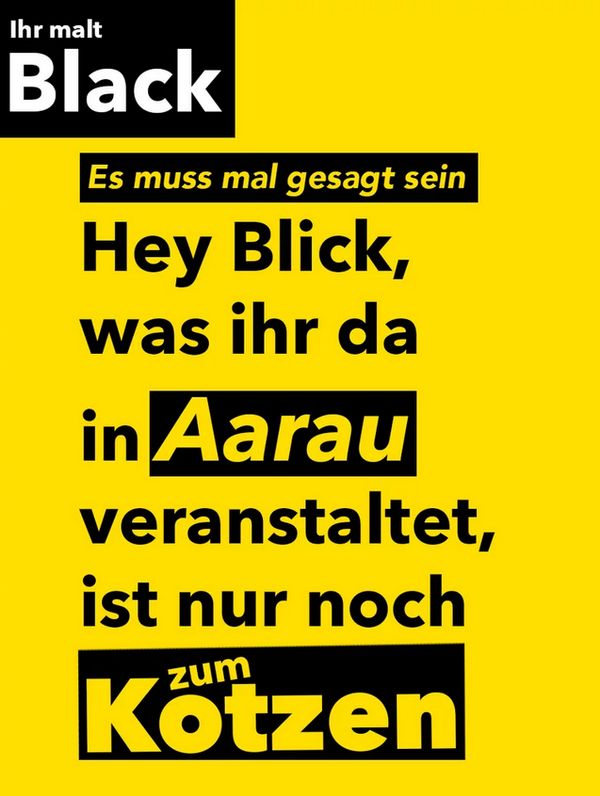 Ihr malt
Black
Es muss mal gesagt sein
Hey Blick,
was ihr da
in Aarau
veranstaltet,
ist nur noch
zum
Kotzen